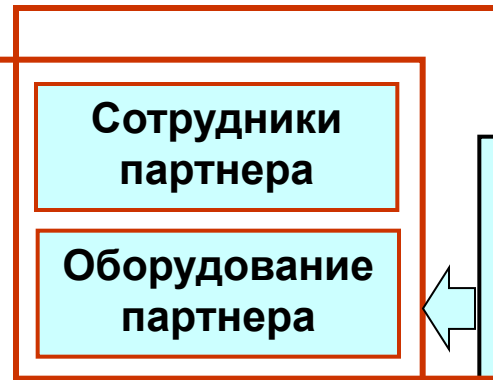 Сотрудники
партнера
Оборудование
партнера